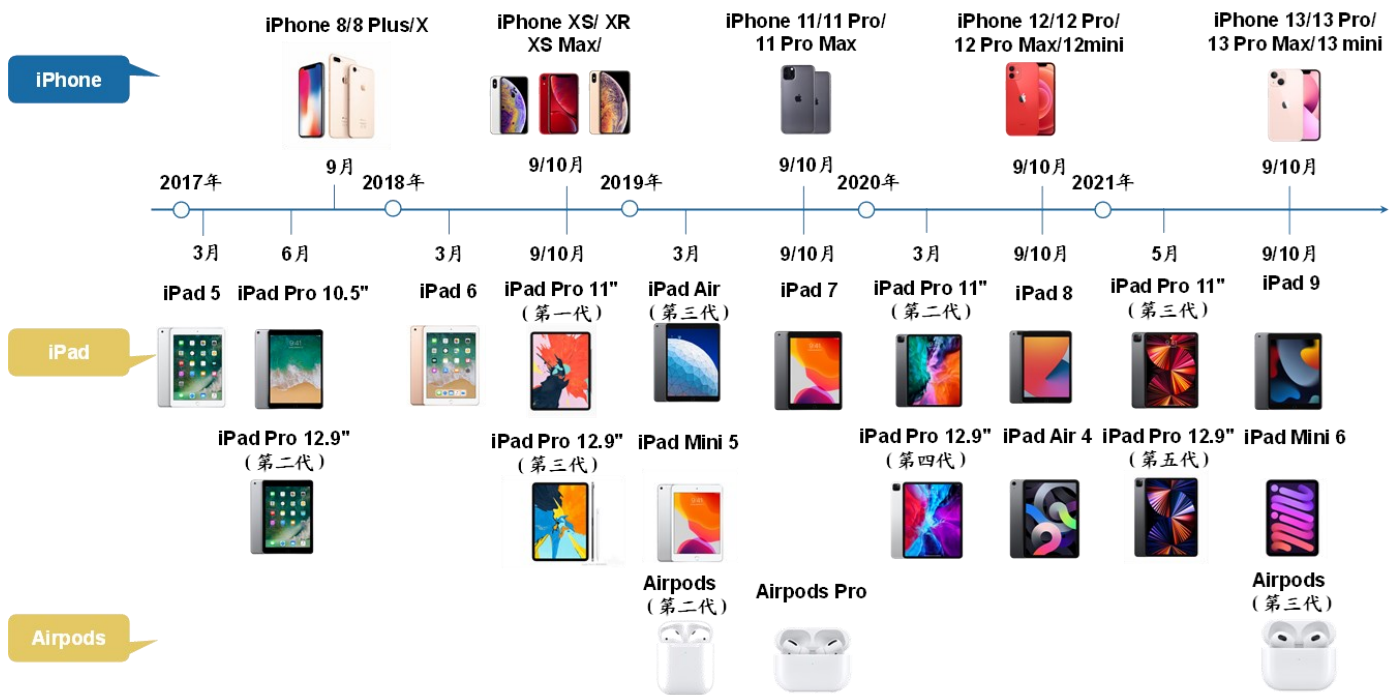 iPhone 8/8 Plus/X
iPhone XS/ XR
XS Max/
iPhone 11/11 Pro/
11 Pro Max
iPhone 12/12 Pro/
12 Pro Max/12mini
iPhone 13/13 Pro/
13 Pro Max/13 mini
iPhone
9月
9/10月
9/10月
9/10月
9/10月
2017年
2018年
2019年
2020年
2021年
3月
6月
3月
9/10月
3月
9/10月
3月
9/10月
5月
9/10月
iPad 5
iPad Pro 10.5"
iPad 6
iPad Pro 11"
(第一代)
iPad Air
(第三代)
iPad 7
iPad Pro 11"
(第二代)
iPad 8
iPad Pro 11"
(第三代)
iPad 9
iPad
iPad Pro 12.9"
(第二代)
iPad Pro 12.9"
(第三代)
iPad Mini 5
iPad Pro 12.9"
(第四代)
iPad Air 4
iPad Pro 12.9"
(第五代)
iPad Mini 6
Airpods
(第二代)
Airpods Pro
Airpods
(第三代)
Airpods